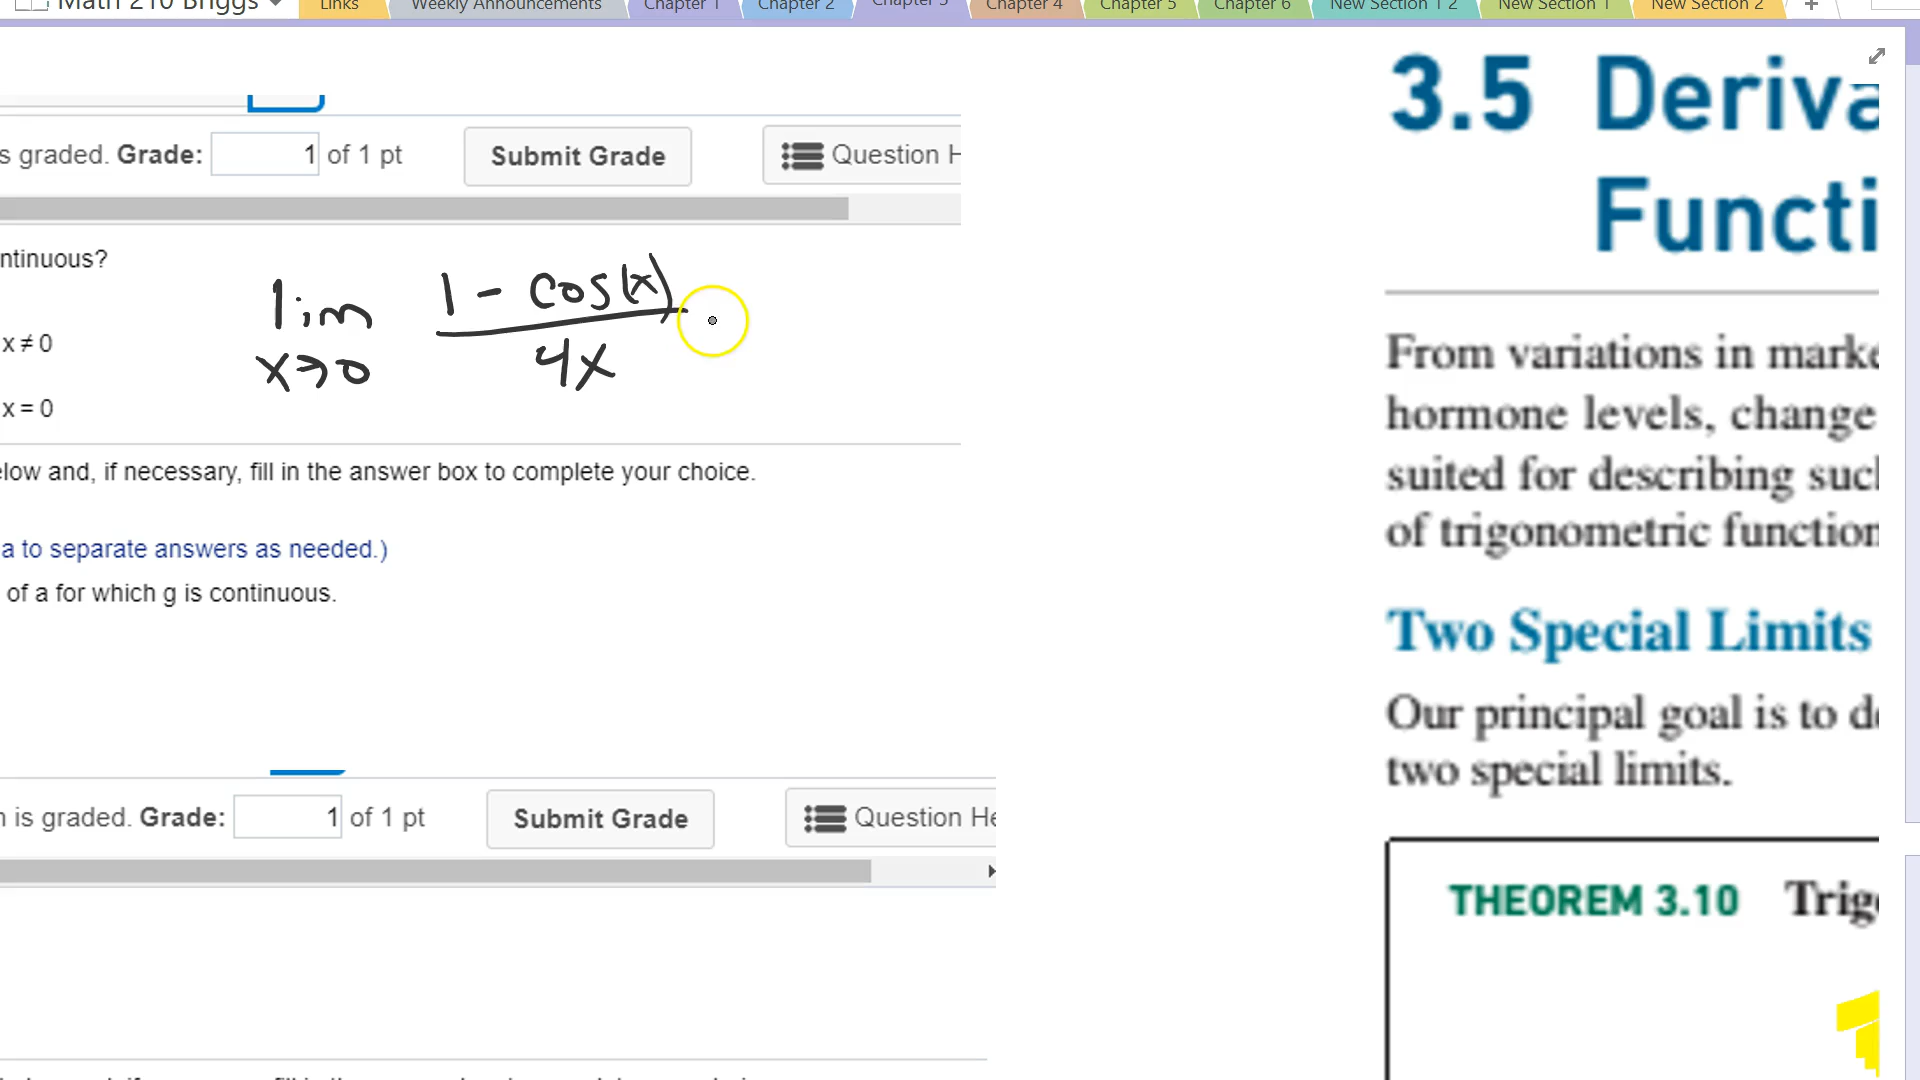 Math 210 Briggs
Links
Weekly Announcements
Chapter 1
Chapter 2
Chapter 3
Chapter 4
Chapter 5
Chapter 6
New Section 1 2
New Section 1
New Section 2
+
s graded. Grade: 1 of 1 pt
Submit Grade
Question H
ntinuous?
x ≠ 0
x = 0
lim x→0 (1 - cos(x))/(4x)
elow and, if necessary, fill in the answer box to complete your choice.
a to separate answers as needed.)
of a for which g is continuous.
n is graded. Grade: 1 of 1 pt
Submit Grade
Question He
3.5 Deriva
Functi
From variations in marke
hormone levels, change
suited for describing such
of trigonometric function
Two Special Limits
Our principal goal is to de
two special limits.
THEOREM 3.10 Trigo